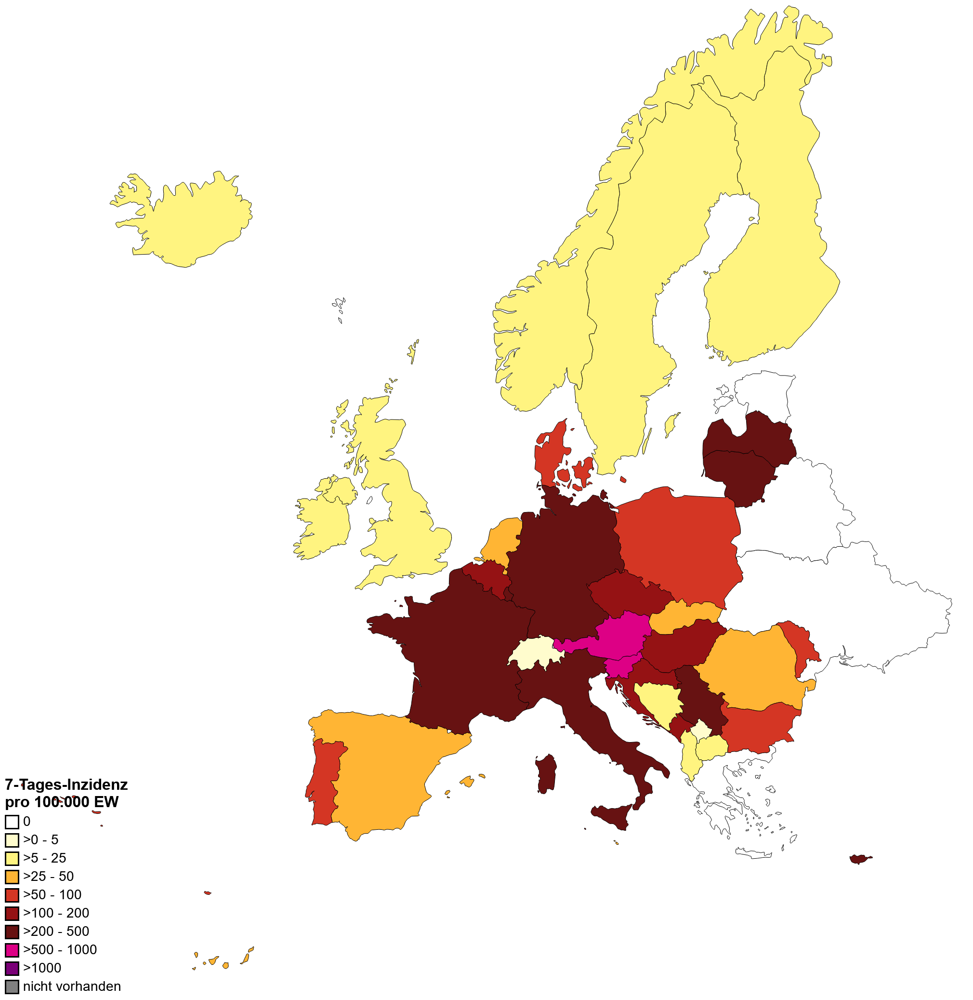 7-Tages-Inzidenz
pro 100.000 EW
0
>0 - 5
>5 - 25
>25 - 50
>50 - 100
>100 - 200
>200 - 500
>500 - 1000
>1000
nicht vorhanden